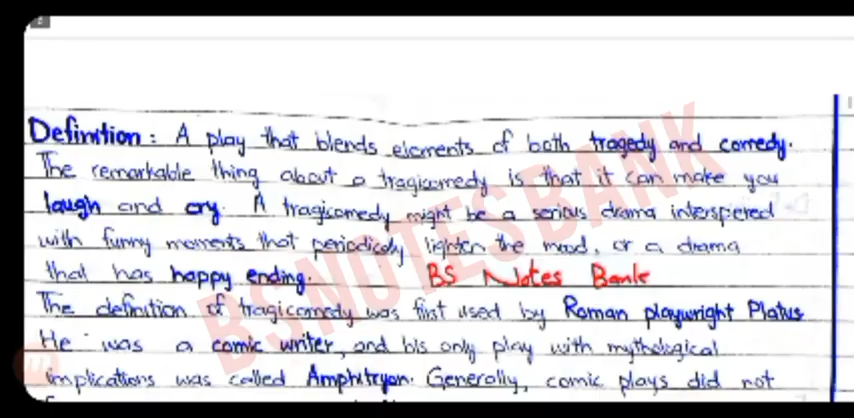 Definition: A play that blends elements of both tragedy and comedy.
The remarkable thing about a tragicomedy is that it can make you
laugh and cry. A tragicomedy might be a serious drama interspered
with funny moments that periodicaly lighten the mood, or a drama
that has happy ending. BS Notes Bank
The definition of tragicomedy was first used by Roman playwright Platus
He was a comic writer, and his only play with mythological
implications was called Amphitryon. Generally, comic plays did not
BSNOTESBANK